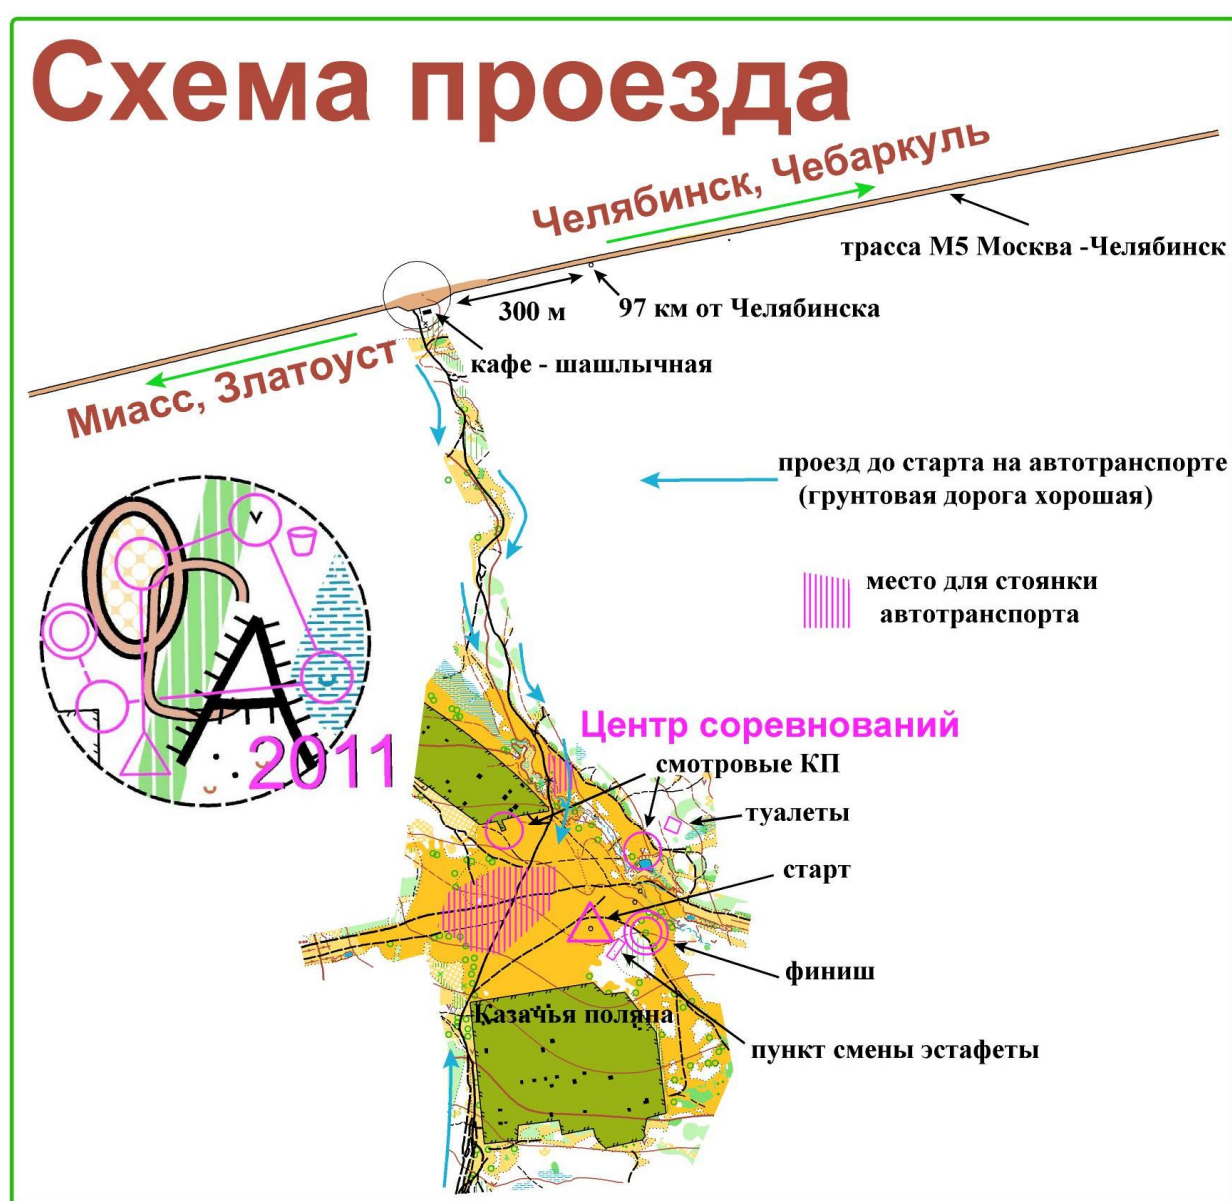 Схема проезда
Челябинск, Чебаркуль
трасса М5 Москва -Челябинск
300 м
97 км от Челябинска
кафе - шашлычная
Миасс, Златоуст
проезд до старта на автотранспорте
(грунтовая дорога хорошая)
место для стоянки
автотранспорта
2011
Центр соревнований
смотровые КП
туалеты
старт
финиш
Казачья поляна
пункт смены эстафеты